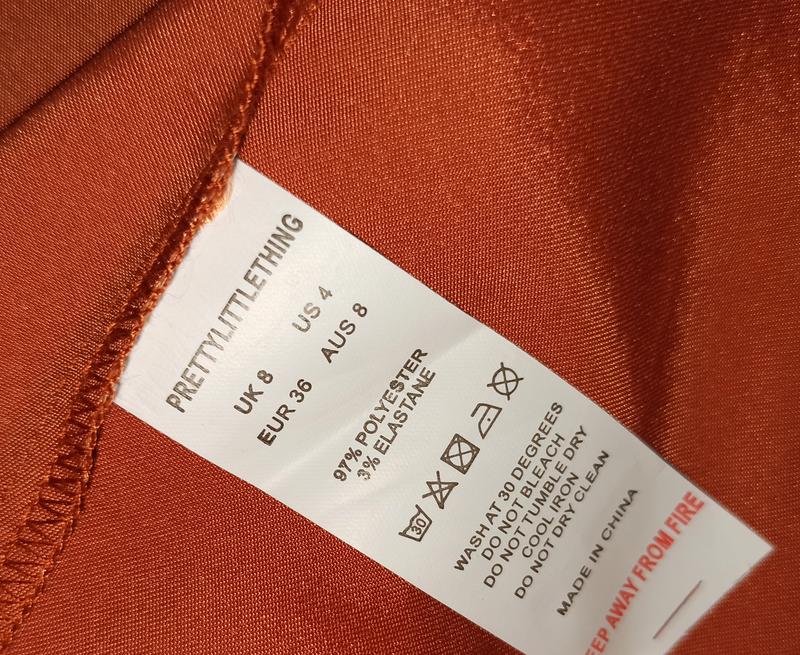 PRETTYLITTLETHING
UK 8 US 4
EUR 36 AUS 8
97% POLYESTER
3% ELASTANE
30
WASH AT 30 DEGREES
DO NOT BLEACH
DO NOT TUMBLE DRY
COOL IRON
DO NOT DRY CLEAN
MADE IN CHINA
EEP AWAY FROM FIRE